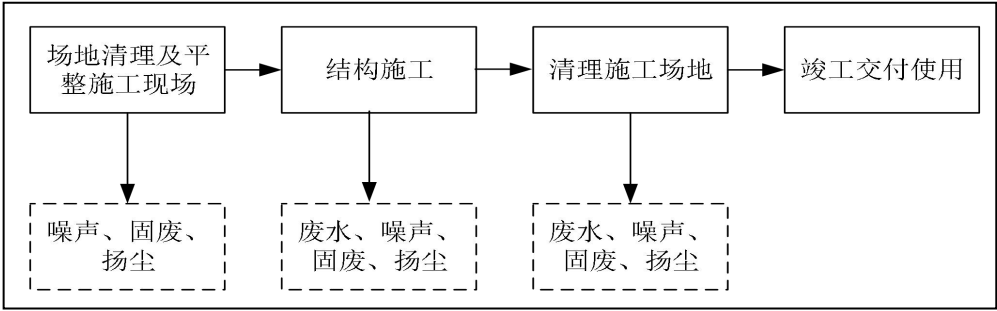 场地清理及平
整施工现场
结构施工
清理施工场地
竣工交付使用
噪声、固废、
扬尘
废水、噪声、
固废、扬尘
废水、噪声、
固废、扬尘